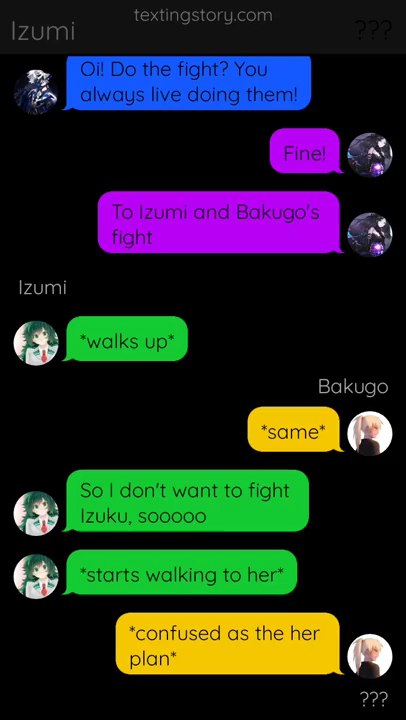 textingstory.com
Izumi
???
Oi! Do the fight? You
always live doing them!
Fine!
To Izumi and Bakugo's
fight
Izumi
*walks up*
Bakugo
*same*
So I don't want to fight
Izuku, sooooo
*starts walking to her*
*confused as the her
plan*
???